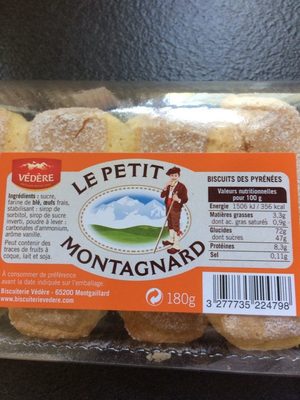 VÉDÈRE
LE PETIT
MONTAGNARD
Ingrédients : sucre,
farine de blé, œufs frais,
stabilisant : sirop de
sorbitol, sirop de sucre
inverti, poudre à lever :
carbonates d'ammonium,
arôme vanille.
Peut contenir des
traces de fruits à
coque, lait et soja.
A consommer de préférence
avant la date indiquée sur l'emballage.
Biscuiterie Védère - 65200 Montgaillard
www.biscuiterievedere.com
180g
BISCUITS DES PYRÉNÉES
Valeurs nutritionnelles
pour 100 g
Energie 1506 kJ / 356 kcal
Matières grasses 3,3g
dont ac. gras saturés 0,9g
Glucides 72g
dont sucres 47g
Protéines 8,3g
Sel 0,11g
3 277735 224798